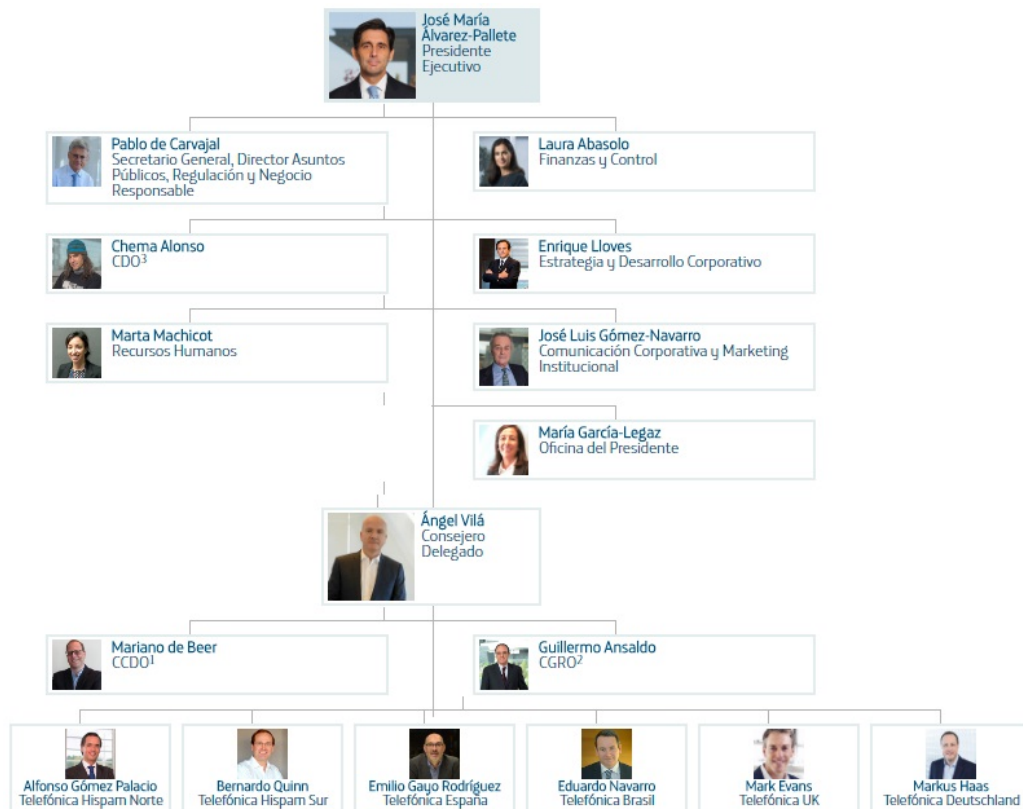 José María
Álvarez-Pallete
Presidente
Ejecutivo
Pablo de Carvajal
Secretario General, Director Asuntos
Públicos, Regulación y Negocio
Responsable
Laura Abasolo
Finanzas y Control
Chema Alonso
CDO³
Enrique Lloves
Estrategia y Desarrollo Corporativo
Marta Machicot
Recursos Humanos
José Luis Gómez-Navarro
Comunicación Corporativa y Marketing
Institucional
María García-Legaz
Oficina del Presidente
Ángel Vilá
Consejero
Delegado
Mariano de Beer
CCDO¹
Guillermo Ansaldo
CGRO²
Alfonso Gómez Palacio
Telefónica Hispam Norte
Bernardo Quinn
Telefónica Hispam Sur
Emilio Gayo Rodríguez
Telefónica España
Eduardo Navarro
Telefónica Brasil
Mark Evans
Telefónica UK
Markus Haas
Telefónica Deutschland